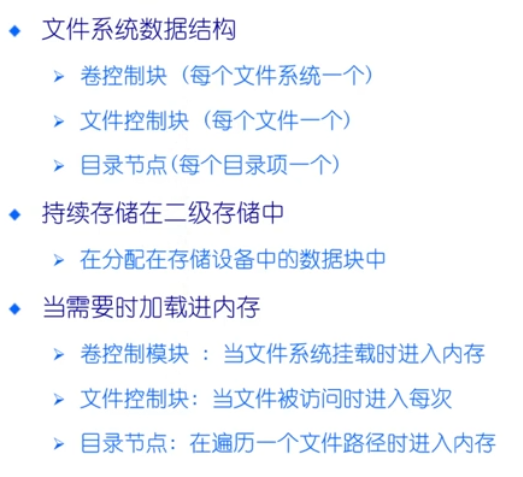 文件系统数据结构
卷控制块 (每个文件系统一个)
文件控制块 (每个文件一个)
目录节点(每个目录项一个)
持续存储在二级存储中
在分配在存储设备中的数据块中
当需要时加载进内存
卷控制模块 : 当文件系统挂载时进入内存
文件控制块: 当文件被访问时进入每次
目录节点: 在遍历一个文件路径时进入内存